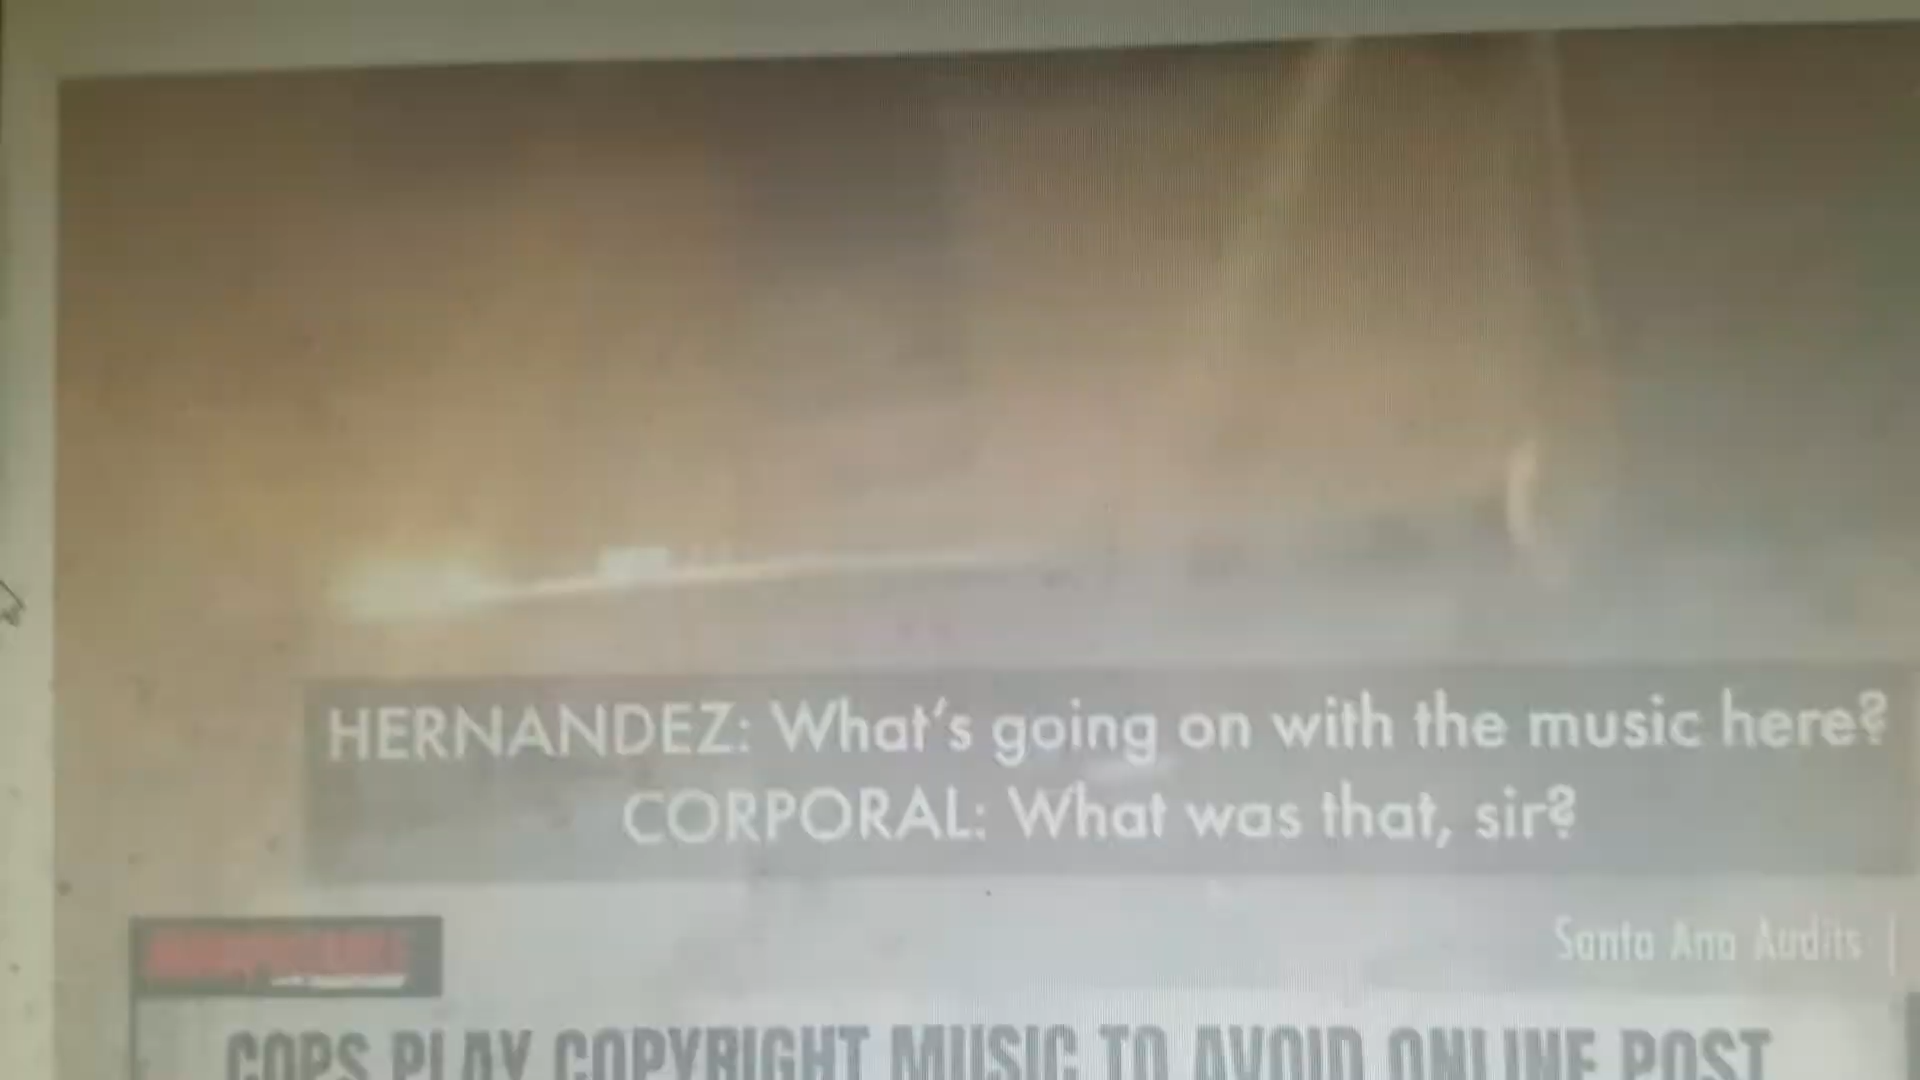 HERNANDEZ: What's going on with the music here?
CORPORAL: What was that, sir?
Santa Ana Audits |
COPS PLAY COPYRIGHT MUSIC TO AVOID ONLINE POST